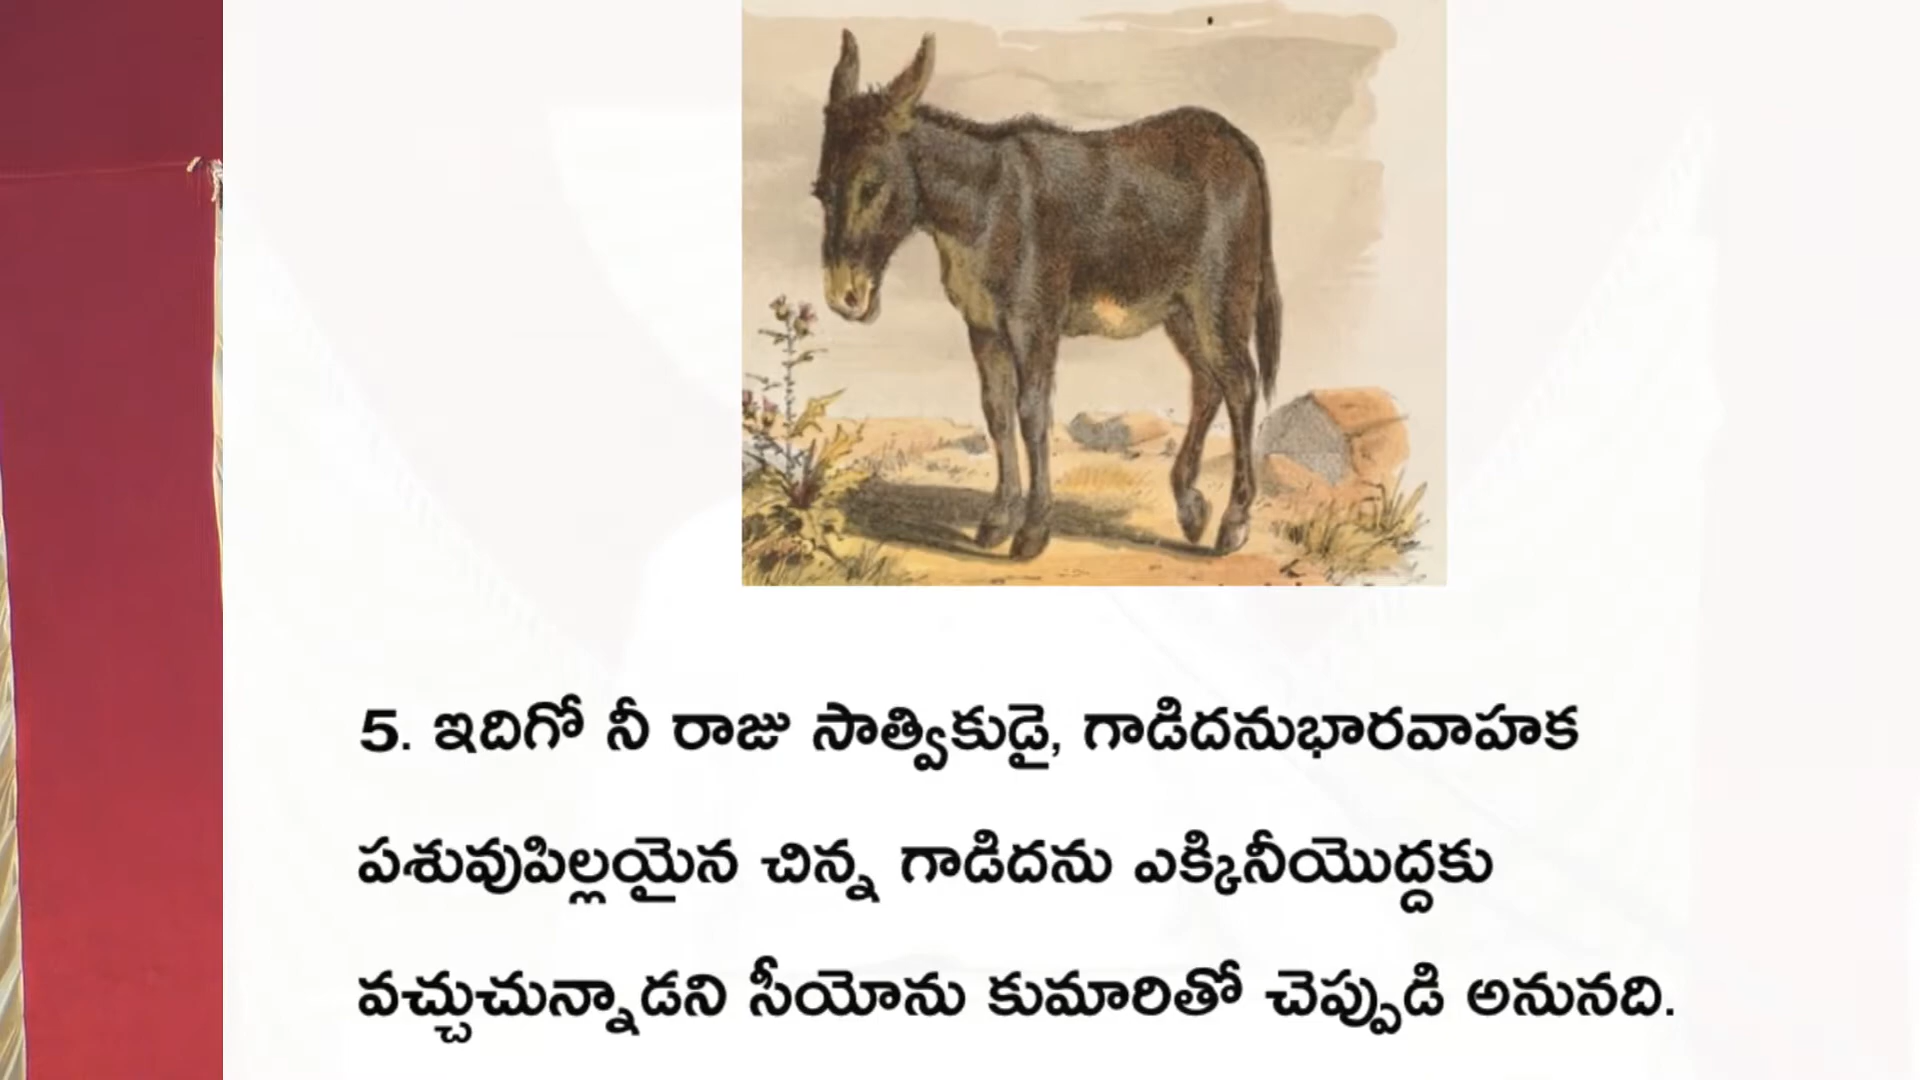 5. ఇదిగో నీ రాజు సాత్వికుడై, గాడిదనుభారవాహక
పశువుపిల్లయైన చిన్న గాడిదను ఎక్కినీయొద్దకు
వచ్చుచున్నాడని సీయోను కుమారితో చెప్పుడి అనునది.